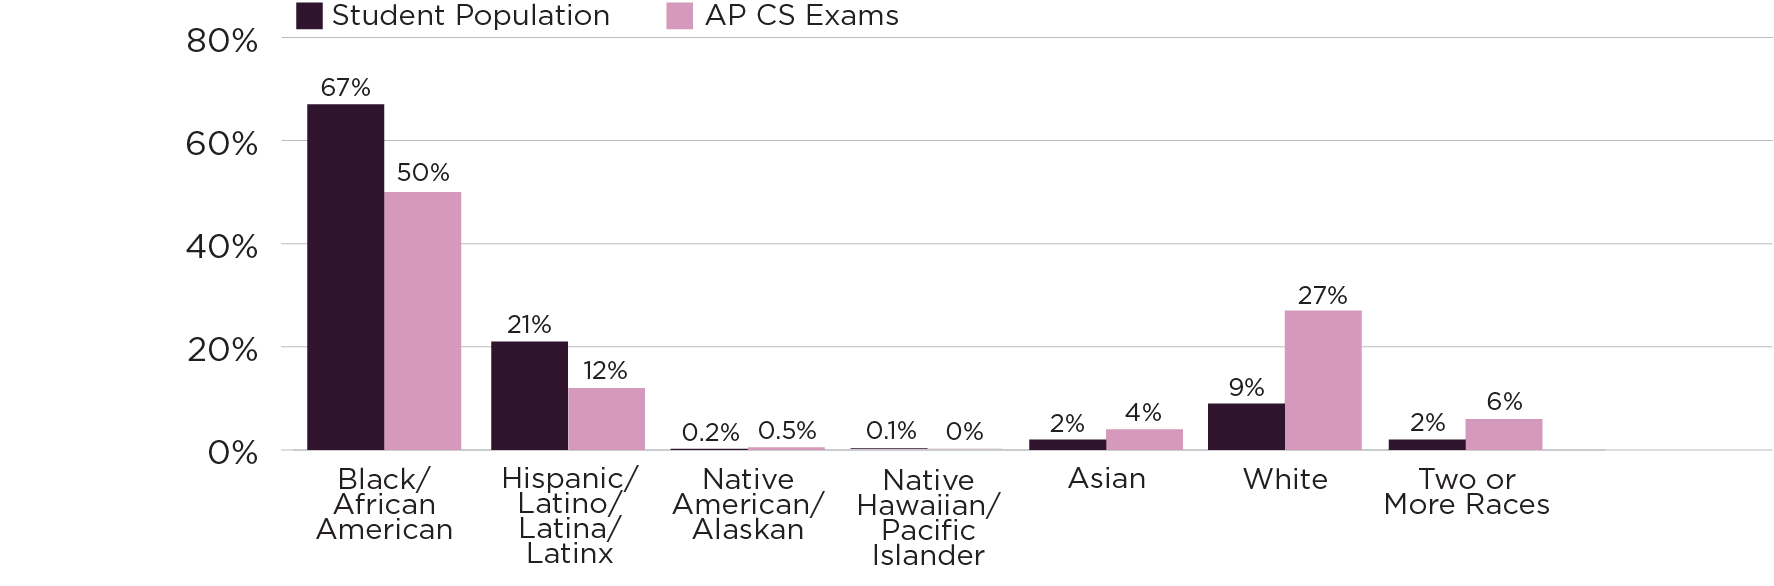 Student Population
AP CS Exams
80%
60%
40%
20%
0%
67%
50%
21%
12%
0.2%
0.5%
0.1%
0%
2%
4%
9%
27%
2%
6%
Black/
African
American
Hispanic/
Latino/
Latina/
Latinx
Native
American/
Alaskan
Native
Hawaiian/
Pacific
Islander
Asian
White
Two or
More Races